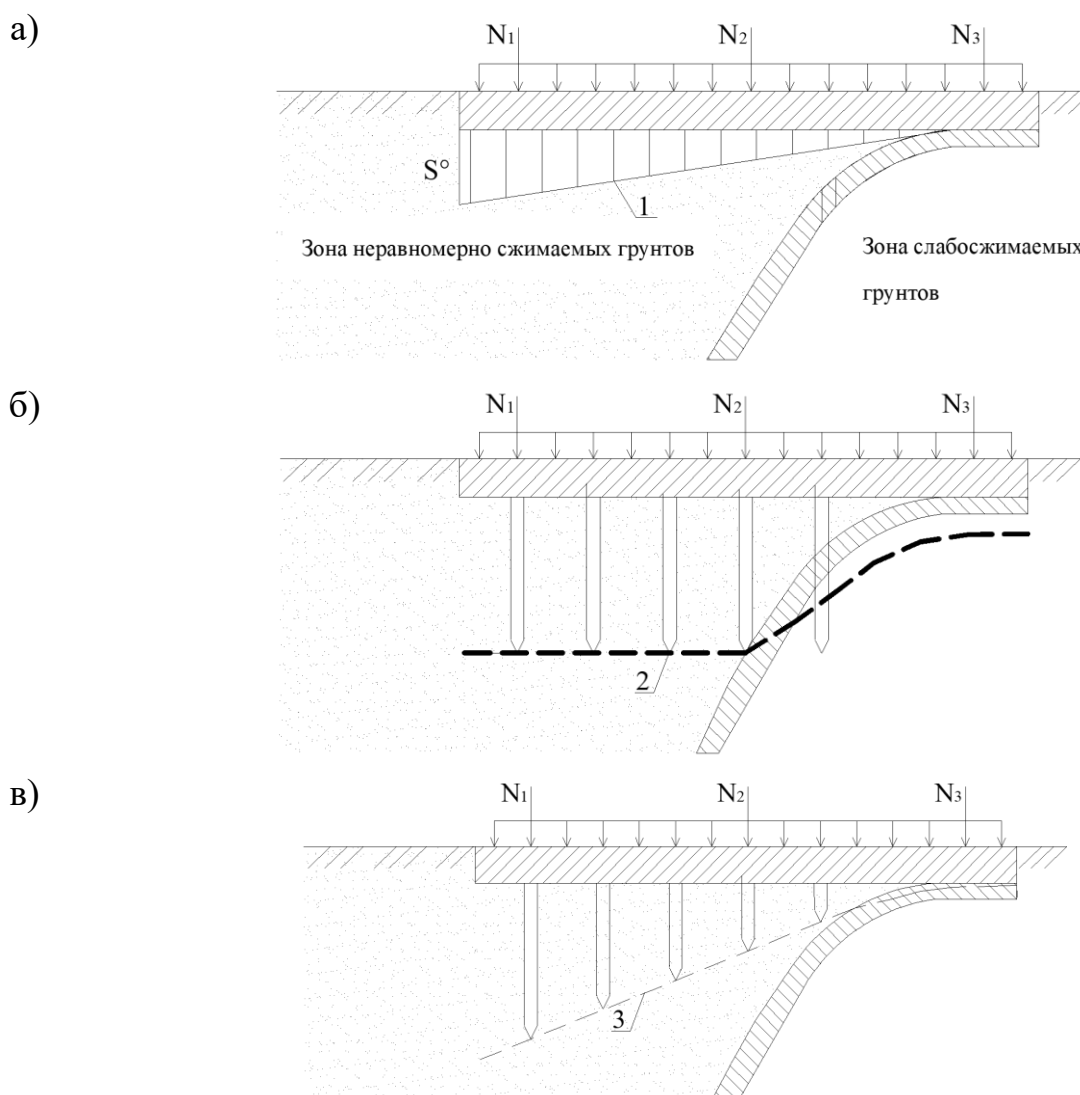 а)
N1 N2 N3
S°
1
Зона неравномерно сжимаемых грунтов
Зона слабосжимаемых
грунтов
б)
N1 N2 N3
2
в)
N1 N2 N3
3